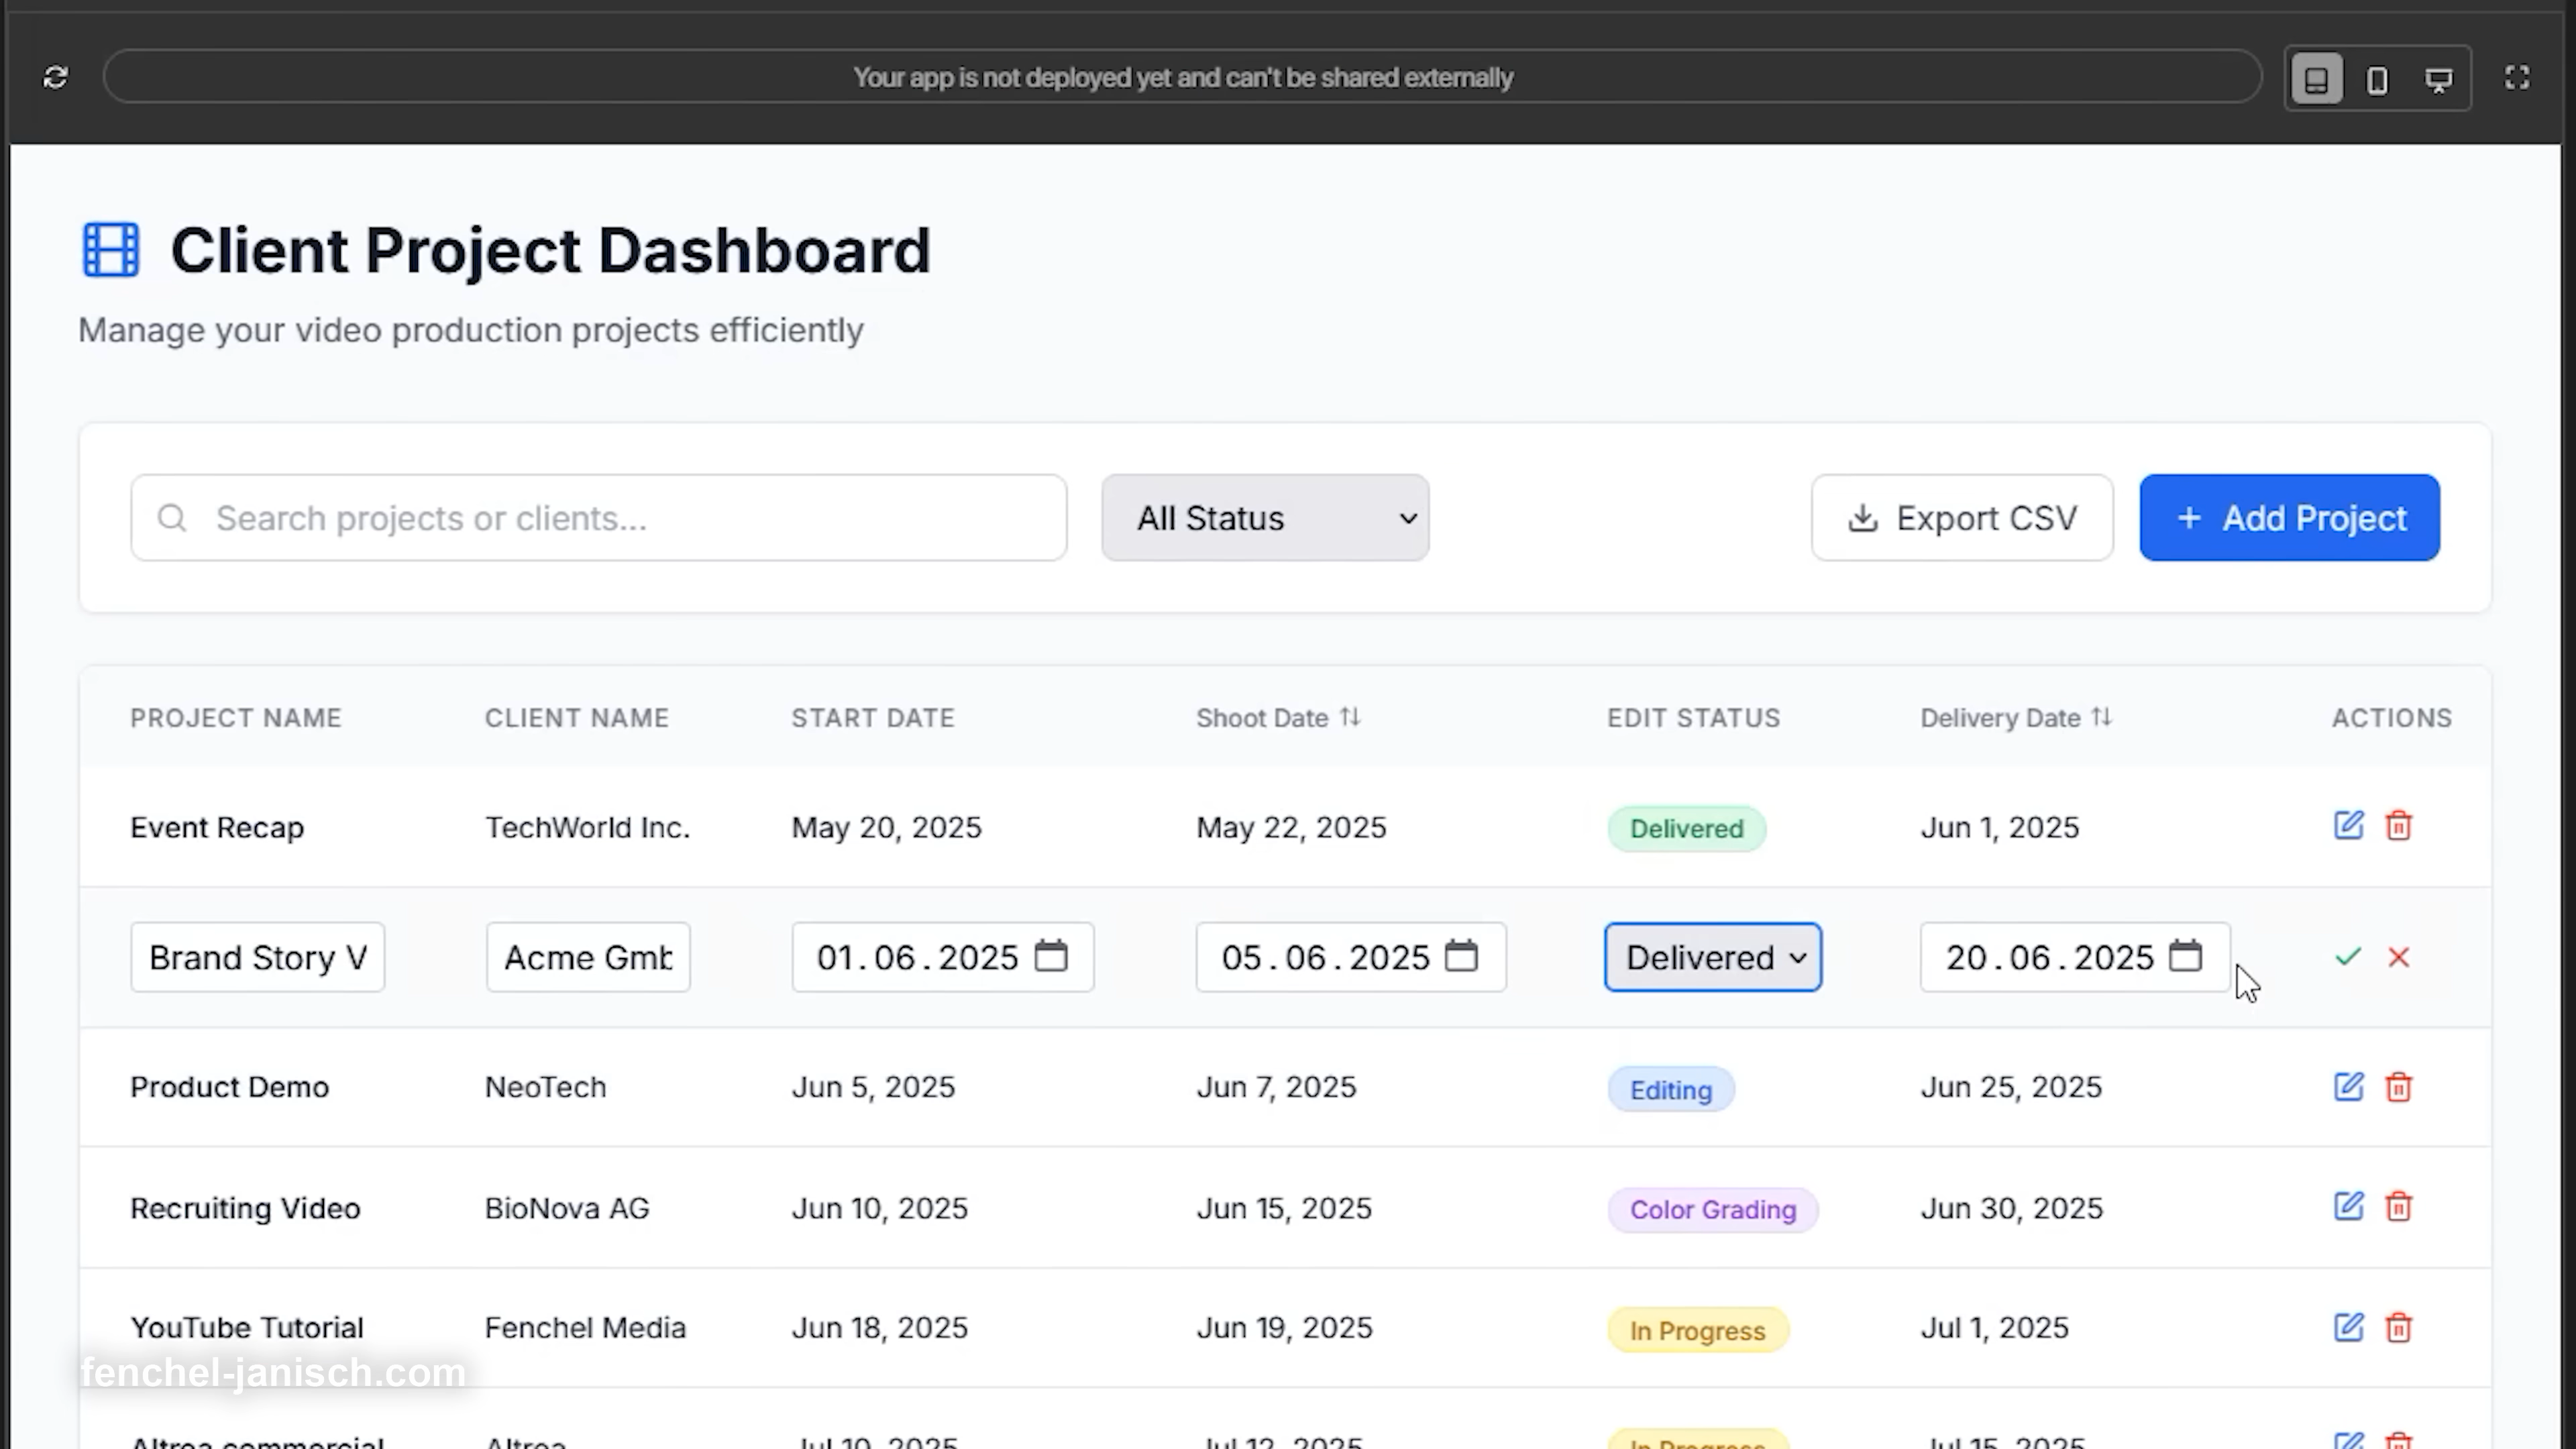 Your app is not deployed yet and can't be shared externally
Client Project Dashboard
Manage your video production projects efficiently
Search projects or clients...
All Status
Export CSV
+ Add Project
PROJECT NAME CLIENT NAME START DATE Shoot Date ↑↓ EDIT STATUS Delivery Date ↑↓ ACTIONS
Event Recap TechWorld Inc. May 20, 2025 May 22, 2025 Delivered Jun 1, 2025
Brand Story V Acme Gmb 01.06.2025 05.06.2025 Delivered 20.06.2025
Product Demo NeoTech Jun 5, 2025 Jun 7, 2025 Editing Jun 25, 2025
Recruiting Video BioNova AG Jun 10, 2025 Jun 15, 2025 Color Grading Jun 30, 2025
YouTube Tutorial Fenchel Media Jun 18, 2025 Jun 19, 2025 In Progress Jul 1, 2025
fenchel-janisch.com
Altrea commercial Altrea Jul 10, 2025 Jul 12, 2025 In Progress Jul 15, 2025